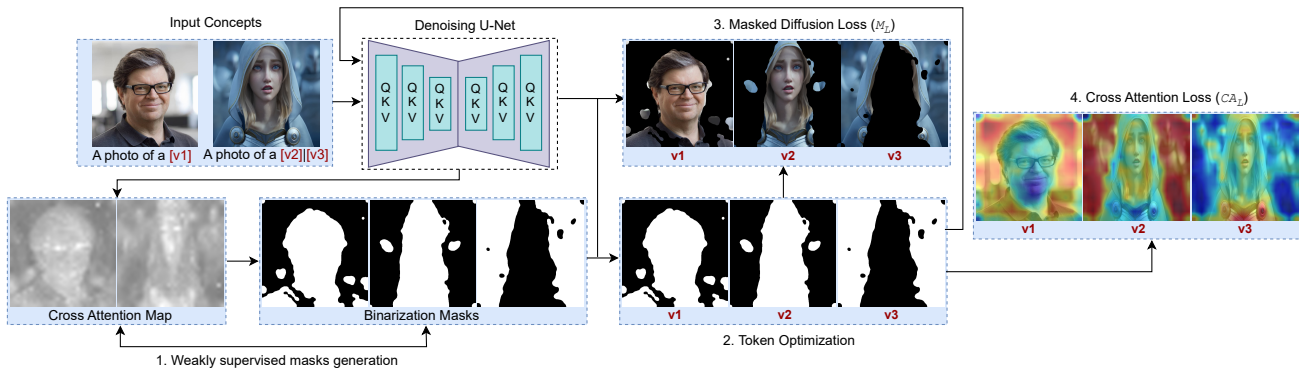 Input Concepts
Denoising U-Net
3. Masked Diffusion Loss (M_L)
4. Cross Attention Loss (CA_L)
Q K V
Q K V
Q K V
Q K V
Q K V
Q K V
A photo of a [v1]
A photo of a [v2]|[v3]
v1
v2
v3
v1
v2
v3
Cross Attention Map
Binarization Masks
v1
v2
v3
1. Weakly supervised masks generation
2. Token Optimization